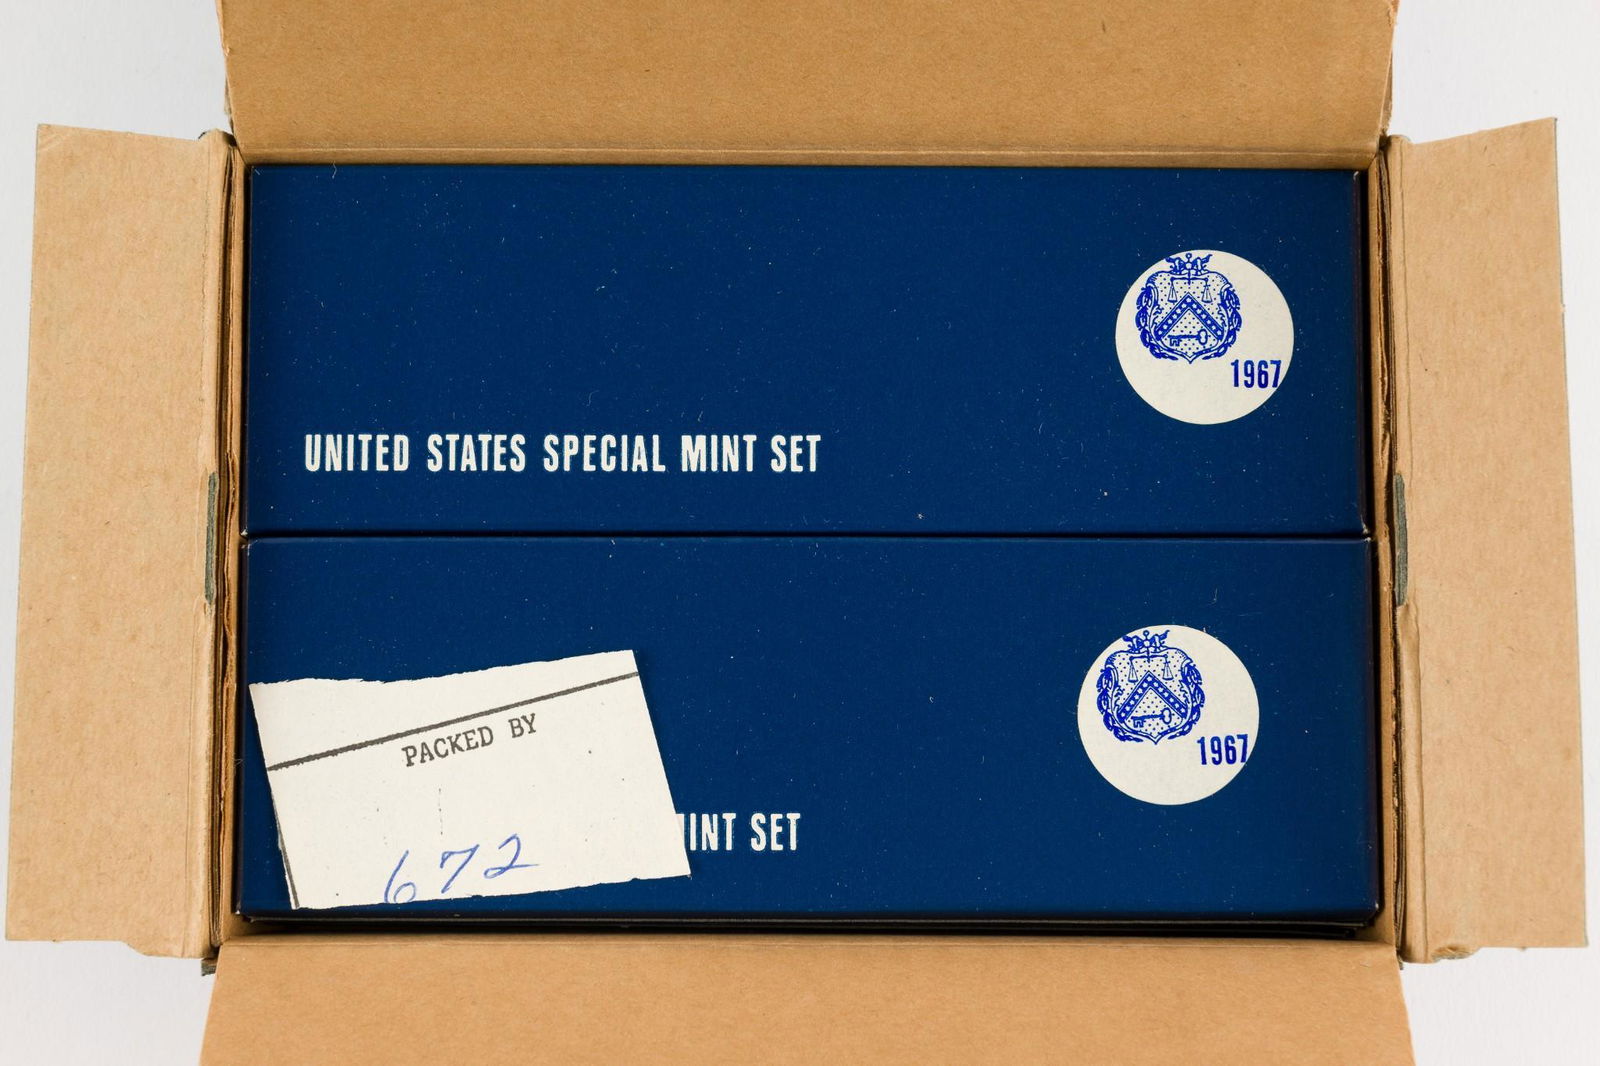 1967
UNITED STATES SPECIAL MINT SET
1967
PACKED BY
INT SET
672